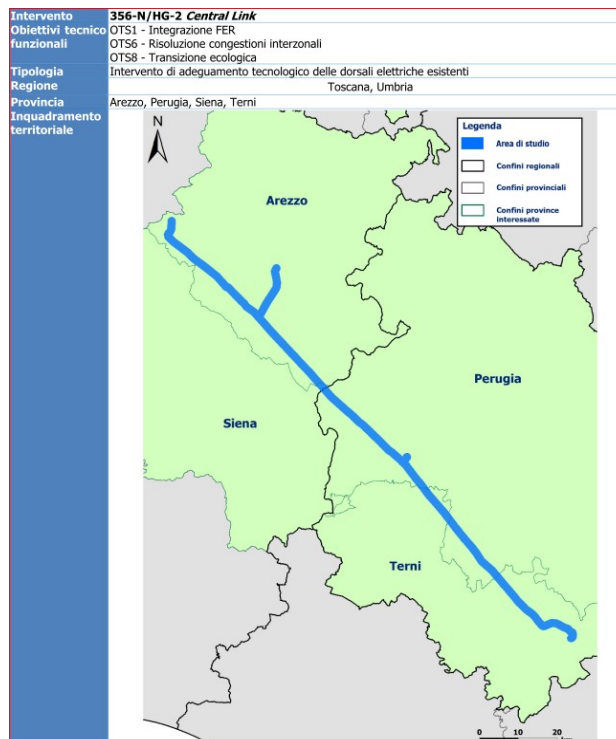 Intervento 356-N/HG-2 Central Link
Obiettivi tecnico funzionali OTS1 - Integrazione FER
OTS6 - Risoluzione congestioni interzonali
OTS8 - Transizione ecologica
Tipologia Intervento di adeguamento tecnologico delle dorsali elettriche esistenti
Regione Toscana, Umbria
Provincia Arezzo, Perugia, Siena, Terni
Inquadramento territoriale
N
Legenda
Area di studio
Confini regionali
Confini provinciali
Confini province
interessate
Arezzo
Perugia
Siena
Terni
0 10 20 30
km